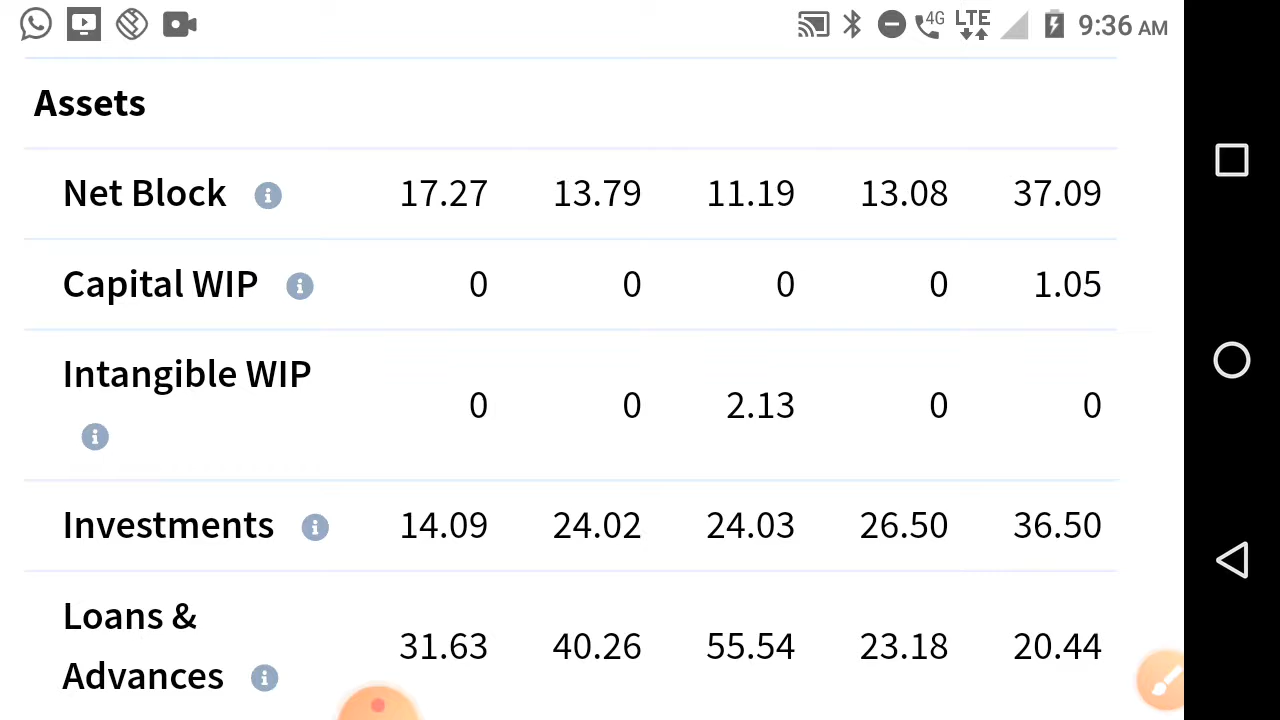 4G LTE 9:36 AM
Assets
Net Block 17.27 13.79 11.19 13.08 37.09
Capital WIP 0 0 0 0 1.05
Intangible WIP
0 0 2.13 0 0
Investments 14.09 24.02 24.03 26.50 36.50
Loans &
31.63 40.26 55.54 23.18 20.44
Advances